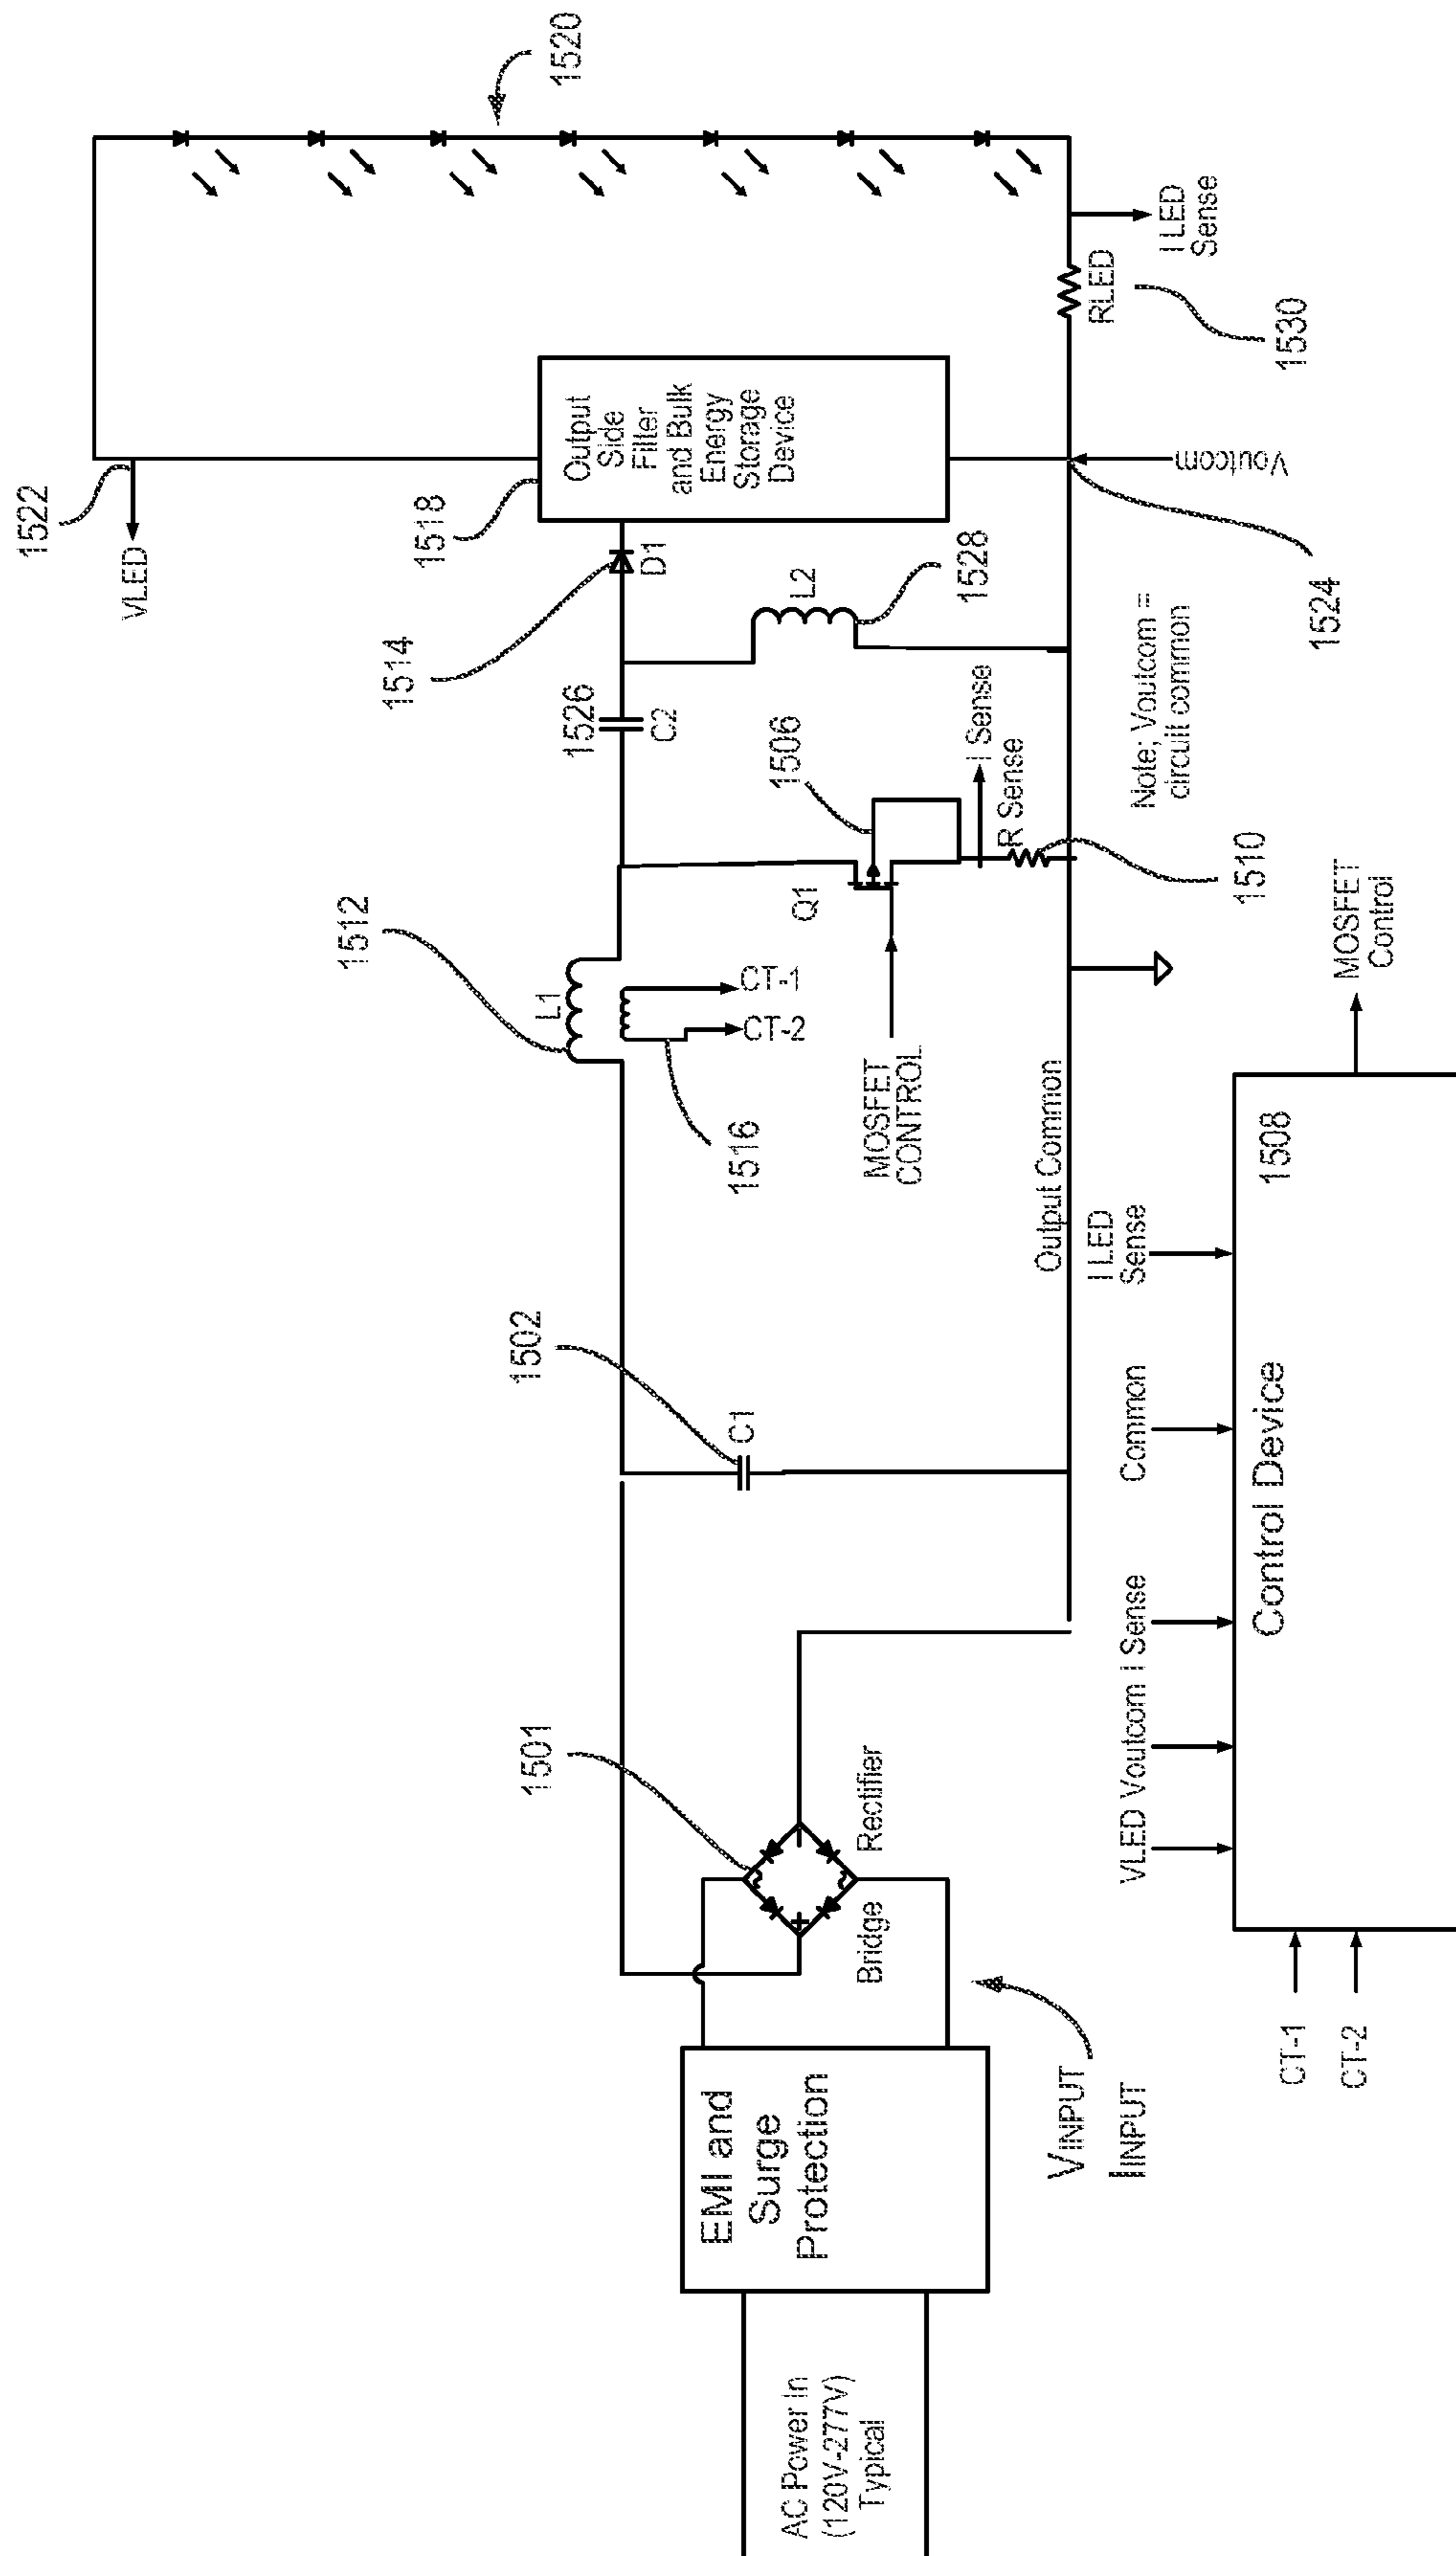 AC Power In
(120V-277V)
Typical
EMI and
Surge
Protection
VINPUT
IINPUT
1501
Bridge
Rectifier
+
−
1502
C1
1512
L1
1516
CT-1
CT-2
MOSFET
CONTROL
Q1
1506
I Sense
R Sense
1510
Output Common
1526
C2
1514
D1
L2
1528
1518
Output
Side
Filter
and Bulk
Energy
Storage
Device
1522
VLED
1520
I LED
Sense
RLED
1530
Voutcom
1524
Note; Voutcom =
circuit common
VLED
Voutcom
I Sense
Common
I LED
Sense
CT-1
CT-2
Control Device
1508
MOSFET
Control